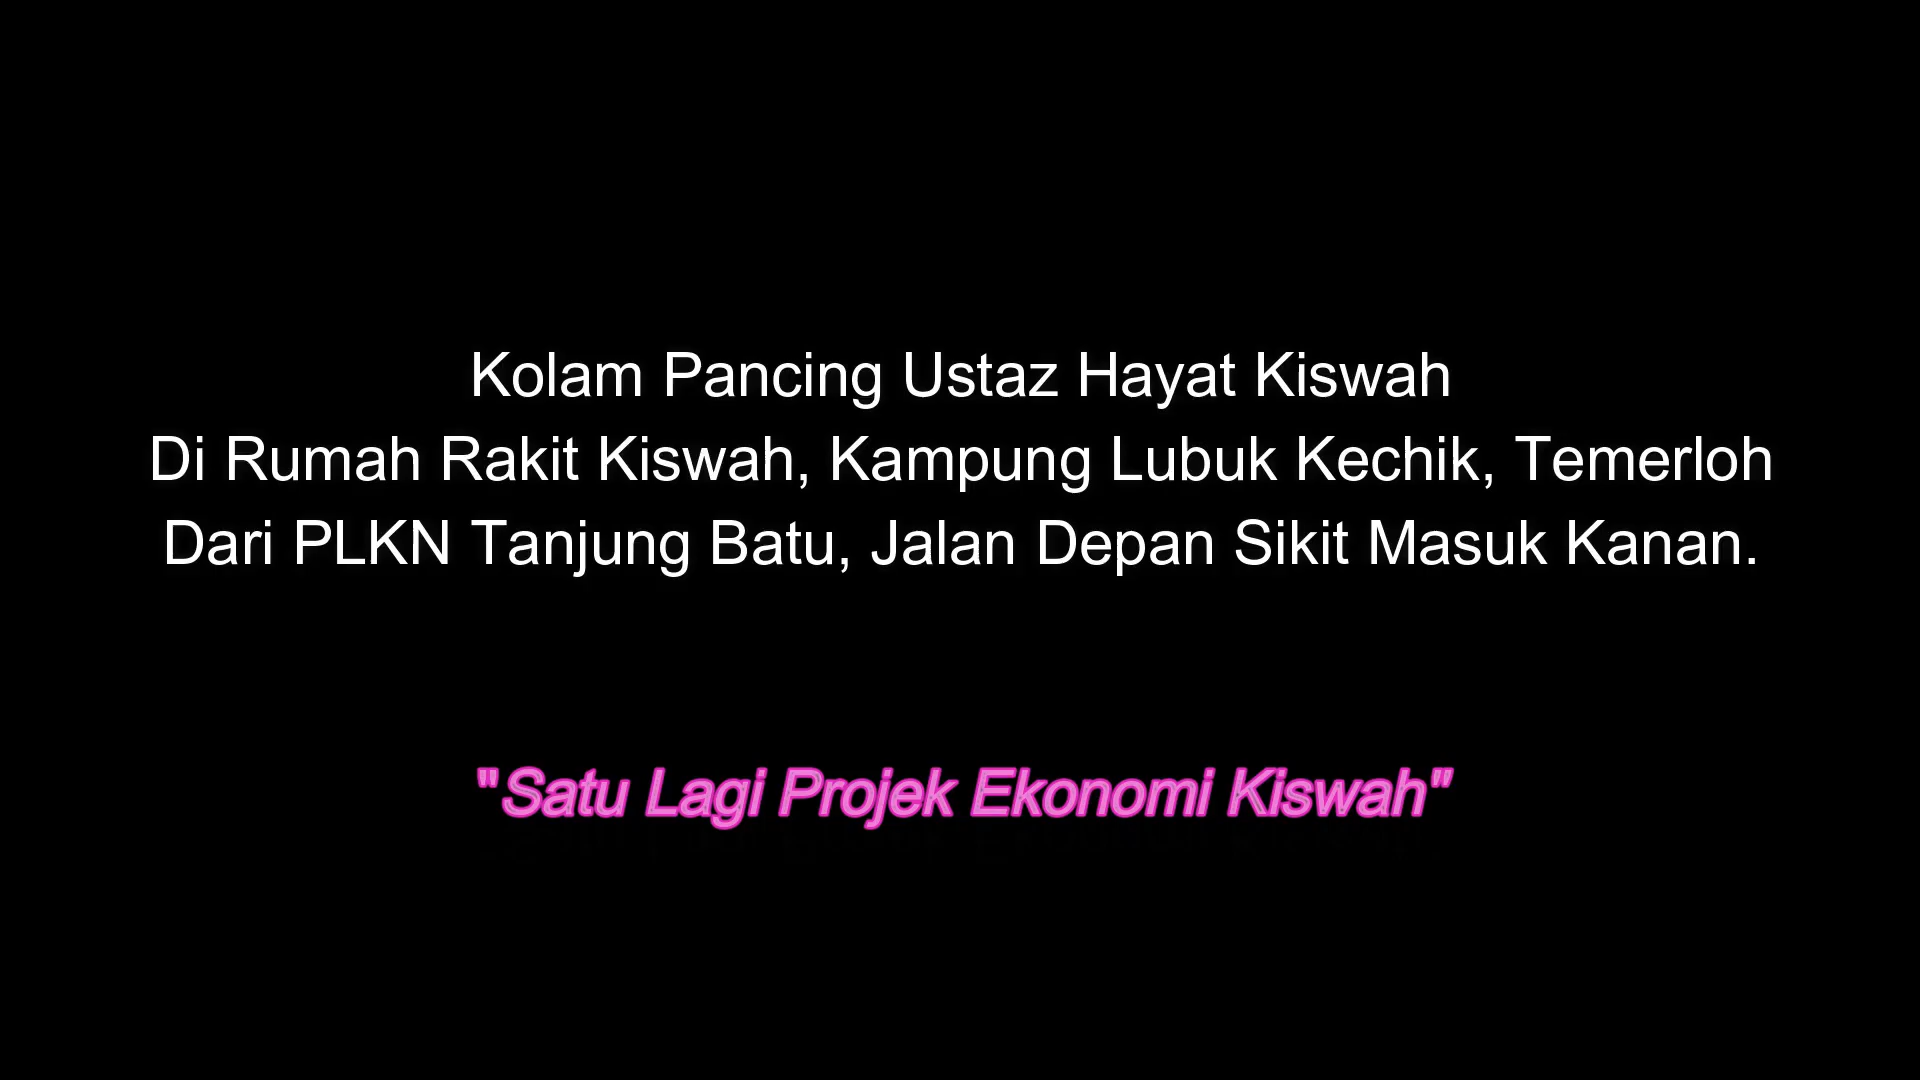 Kolam Pancing Ustaz Hayat Kiswah
Di Rumah Rakit Kiswah, Kampung Lubuk Kechik, Temerloh
Dari PLKN Tanjung Batu, Jalan Depan Sikit Masuk Kanan.
"Satu Lagi Projek Ekonomi Kiswah"